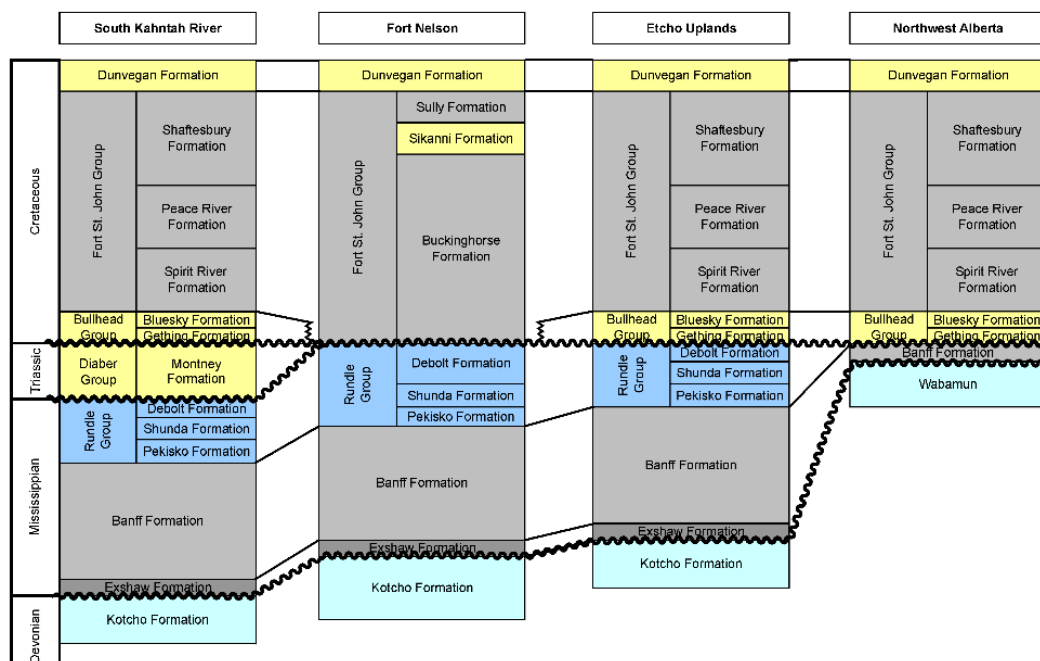 South Kahntah River
Fort Nelson
Etcho Uplands
Northwest Alberta
Cretaceous
Triassic
Mississippian
Devonian
Dunvegan Formation
Fort St. John Group
Shaftesbury
Formation
Peace River
Formation
Spirit River
Formation
Bullhead
Group
Bluesky Formation
Gething Formation
Diaber
Group
Montney
Formation
Rundle
Group
Debolt Formation
Shunda Formation
Pekisko Formation
Banff Formation
Exshaw Formation
Kotcho Formation
Dunvegan Formation
Fort St. John Group
Sully Formation
Sikanni Formation
Buckinghorse
Formation
Rundle
Group
Debolt Formation
Shunda Formation
Pekisko Formation
Banff Formation
Exshaw Formation
Kotcho Formation
Dunvegan Formation
Fort St. John Group
Shaftesbury
Formation
Peace River
Formation
Spirit River
Formation
Bullhead
Group
Bluesky Formation
Gething Formation
Rundle
Group
Debolt Formation
Shunda Formation
Pekisko Formation
Banff Formation
Exshaw Formation
Kotcho Formation
Dunvegan Formation
Fort St. John Group
Shaftesbury
Formation
Peace River
Formation
Spirit River
Formation
Bullhead
Group
Bluesky Formation
Gething Formation
Banff Formation
Wabamun